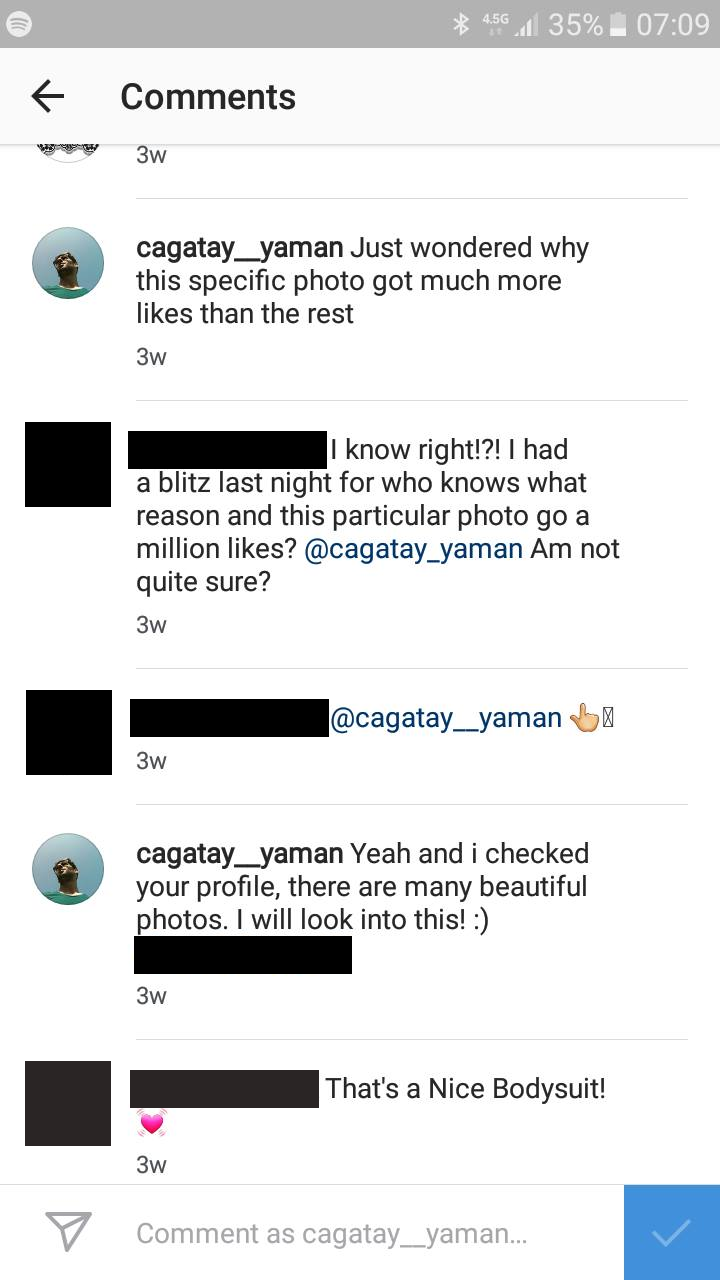 4.5G 35% 07:09
Comments
3w
cagatay__yaman Just wondered why
this specific photo got much more
likes than the rest
3w
I know right!?! I had
a blitz last night for who knows what
reason and this particular photo go a
million likes? @cagatay_yaman Am not
quite sure?
3w
@cagatay__yaman 👆🏼
3w
cagatay__yaman Yeah and i checked
your profile, there are many beautiful
photos. I will look into this! :)
3w
That's a Nice Bodysuit!
💓
3w
Comment as cagatay__yaman...